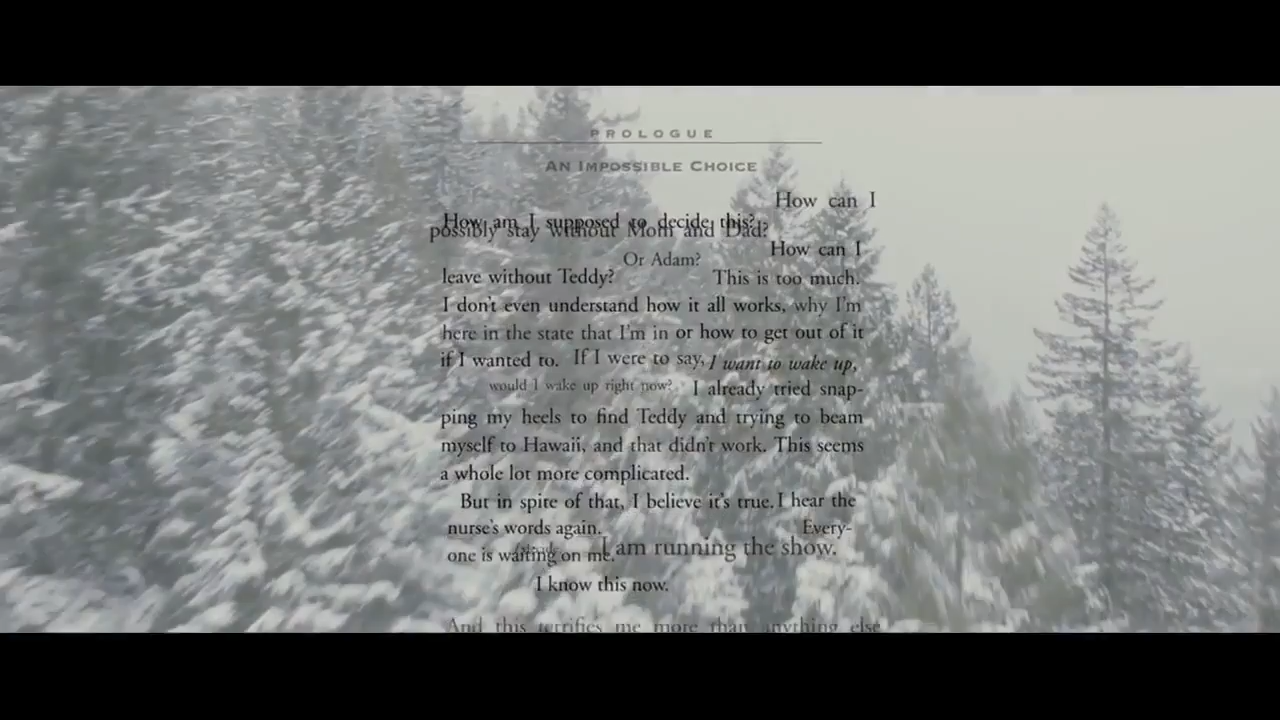 PROLOGUE
AN IMPOSSIBLE CHOICE
How am I supposed to decide this? How can I
possibly stay without Mom and Dad? How can I
leave without Teddy? Or Adam? This is too much.
I don't even understand how it all works, why I'm
here in the state that I'm in or how to get out of it
if I wanted to. If I were to say, I want to wake up,
would I wake up right now? I already tried snap-
ping my heels to find Teddy and trying to beam
myself to Hawaii, and that didn't work. This seems
a whole lot more complicated.
But in spite of that, I believe it's true. I hear the
nurse's words again. I am running the show. Every-
one is waiting on me.
I know this now.
And this terrifies me more than anything else